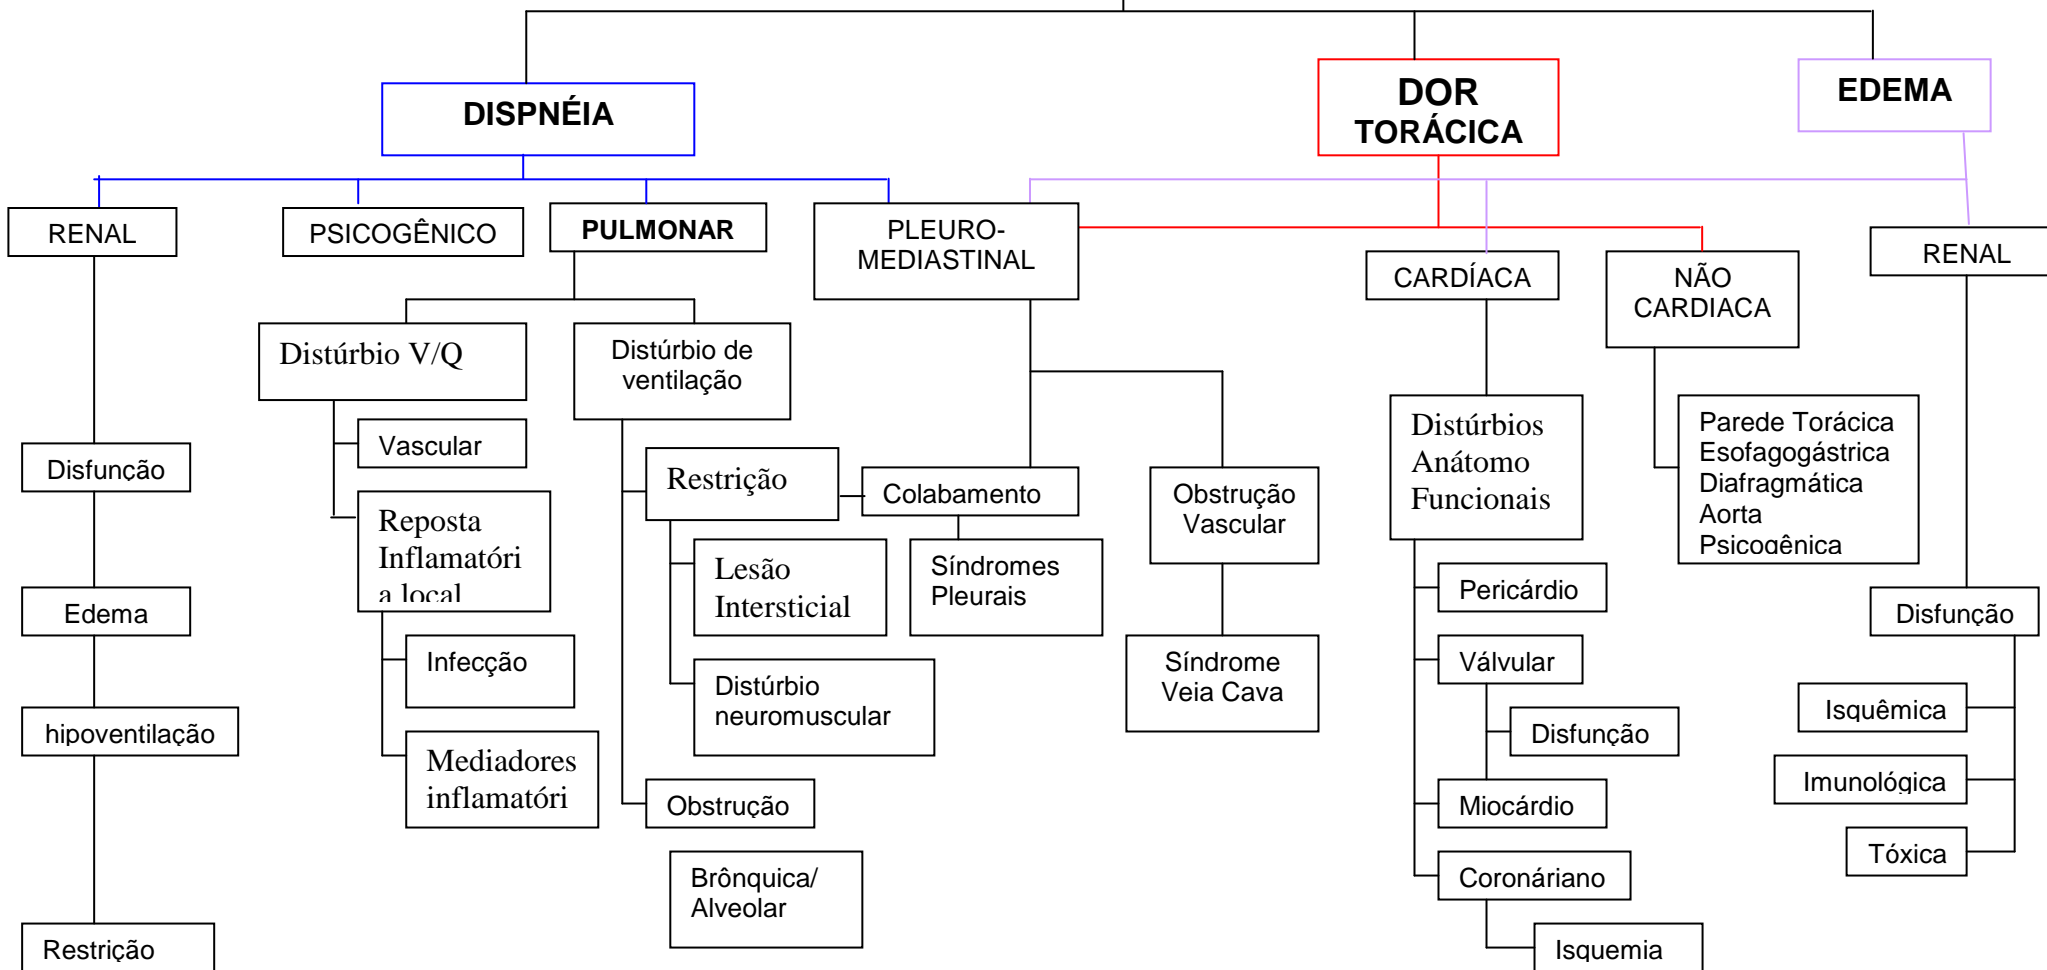 DISPNÉIA
DOR
TORÁCICA
EDEMA
RENAL
PSICOGÊNICO
PULMONAR
PLEURO-
MEDIASTINAL
CARDÍACA
NÃO
CARDIACA
RENAL
Distúrbio V/Q
Distúrbio de
ventilação
Vascular
Reposta
Inflamatóri
a local
Infecção
Mediadores
inflamatóri
Restrição
Lesão
Intersticial
Distúrbio
neuromuscular
Obstrução
Brônquica/
Alveolar
Colabamento
Síndromes
Pleurais
Obstrução
Vascular
Síndrome
Veia Cava
Distúrbios
Anátomo
Funcionais
Pericárdio
Válvular
Disfunção
Miocárdio
Coronáriano
Isquemia
Parede Torácica
Esofagogástrica
Diafragmática
Aorta
Psicogênica
Disfunção
Isquêmica
Imunológica
Tóxica
Disfunção
Edema
hipoventilação
Restrição